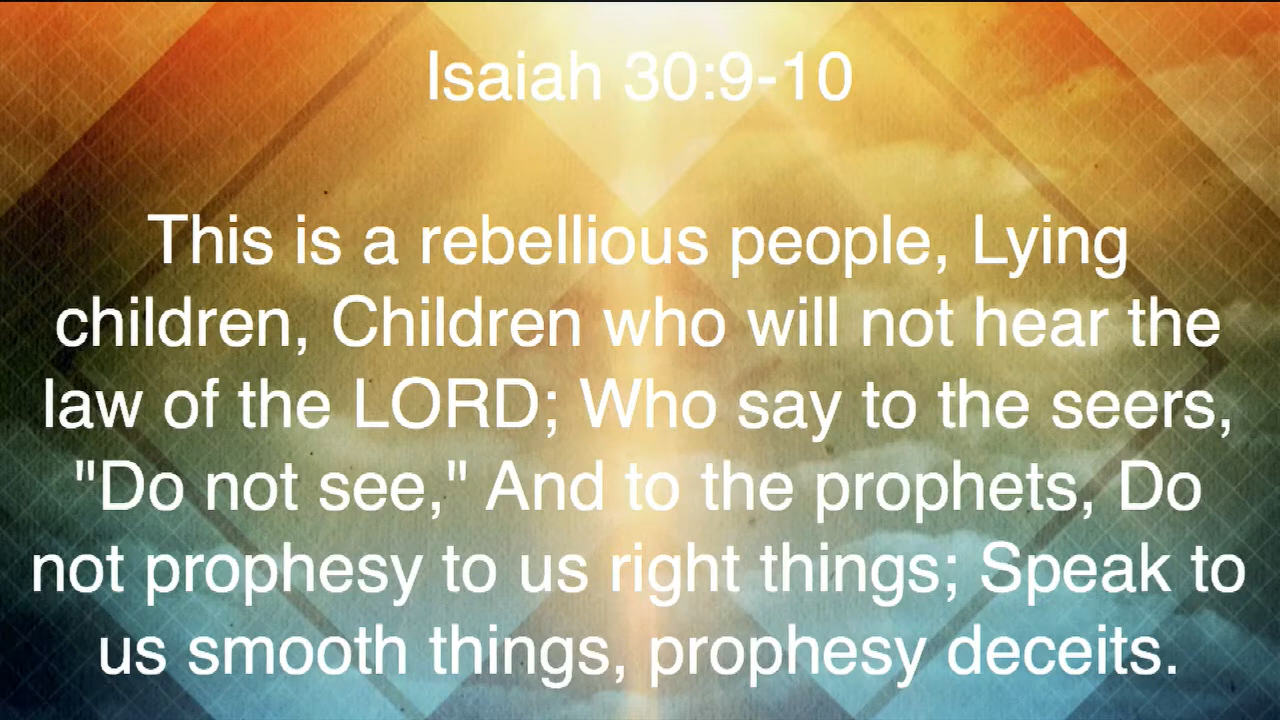 Isaiah 30:9-10
This is a rebellious people, Lying
children, Children who will not hear the
law of the LORD; Who say to the seers,
"Do not see," And to the prophets, Do
not prophesy to us right things; Speak to
us smooth things, prophesy deceits.